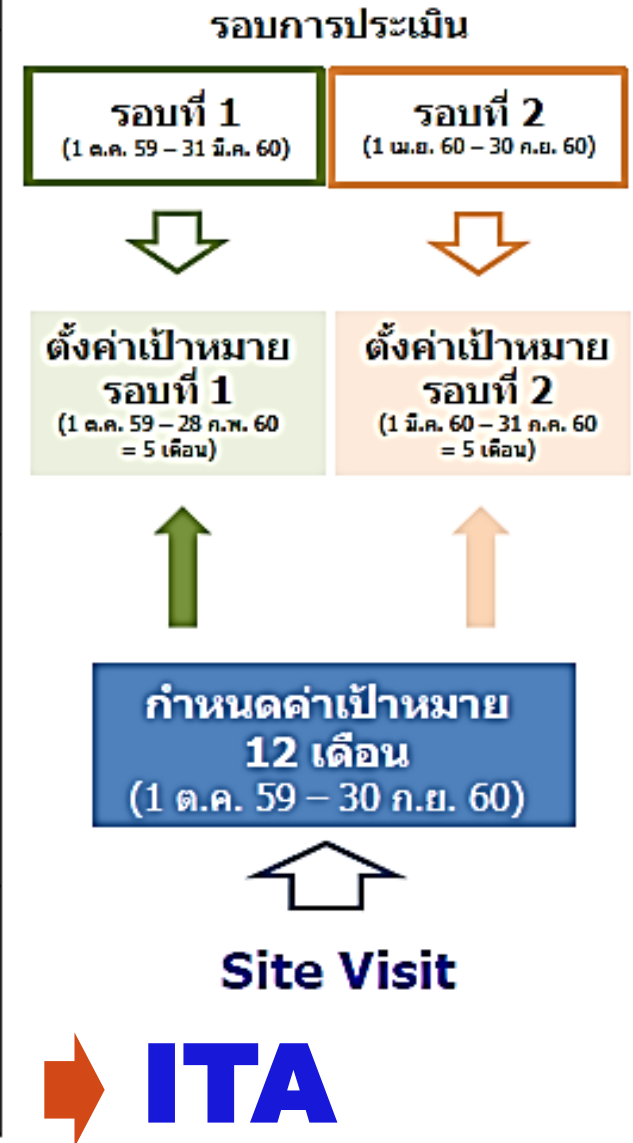 รอบการประเมิน
รอบที่ 1
(1 ต.ค. 59 – 31 มี.ค. 60)
รอบที่ 2
(1 เม.ย. 60 – 30 ก.ย. 60)
ตั้งค่าเป้าหมาย
รอบที่ 1
(1 ต.ค. 59 – 28 ก.พ. 60
= 5 เดือน)
ตั้งค่าเป้าหมาย
รอบที่ 2
(1 มี.ค. 60 – 31 ก.ค. 60
= 5 เดือน)
กำหนดค่าเป้าหมาย
12 เดือน
(1 ต.ค. 59 – 30 ก.ย. 60)
Site Visit
ITA